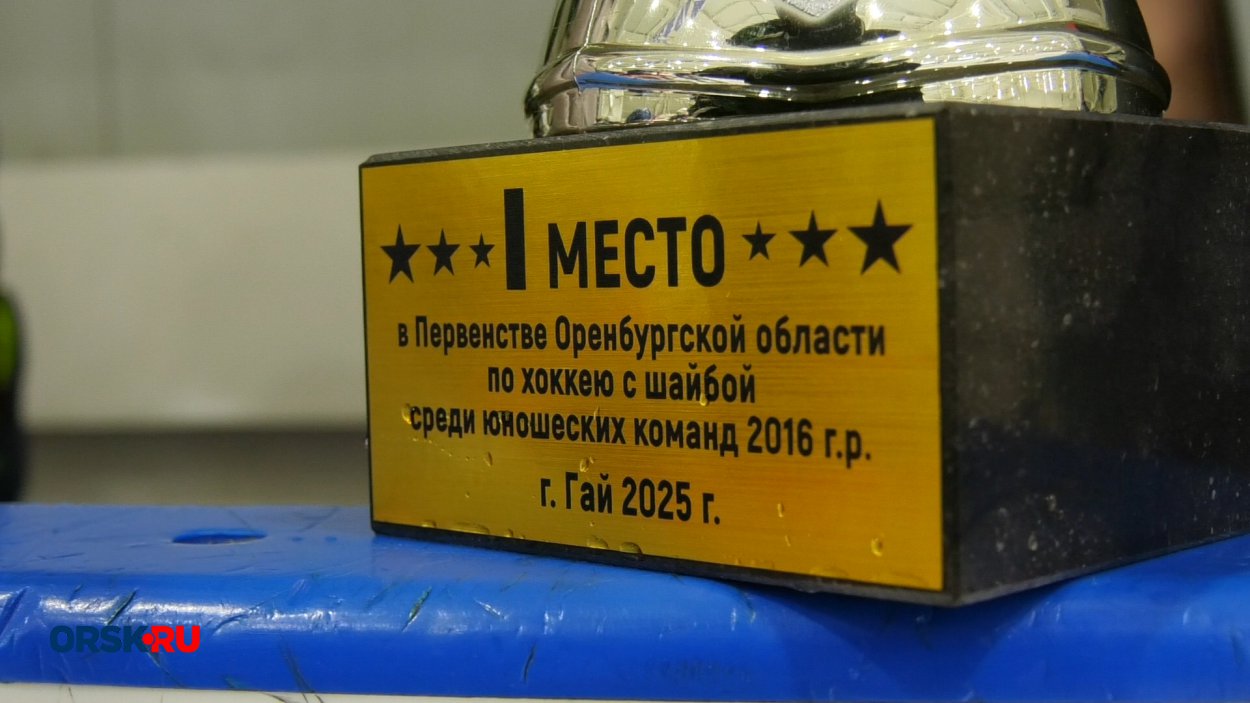 I МЕСТО
в Первенстве Оренбургской области
по хоккею с шайбой
среди юношеских команд 2016 г.р.
г. Гай 2025 г.
ORSK.RU